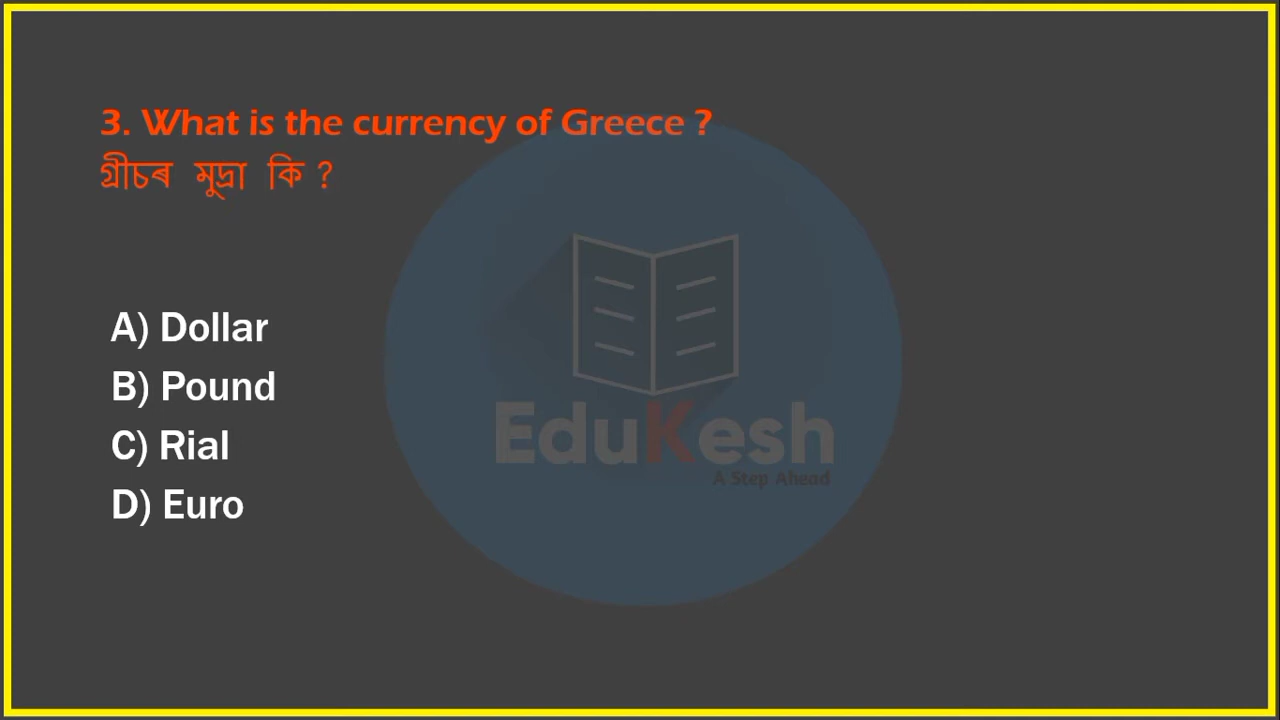 3. What is the currency of Greece ?
গ্ৰীচৰ মুদ্ৰা কি ?
A) Dollar
B) Pound
C) Rial
D) Euro
EduKesh
A Step Ahead